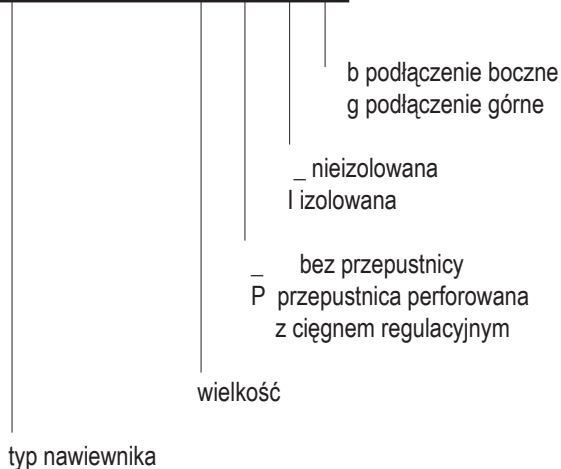 b podłączenie boczne
g podłączenie górne
_ nieizolowana
I izolowana
_ bez przepustnicy
P przepustnica perforowana
z cięgnem regulacyjnym
wielkość
typ nawiewnika